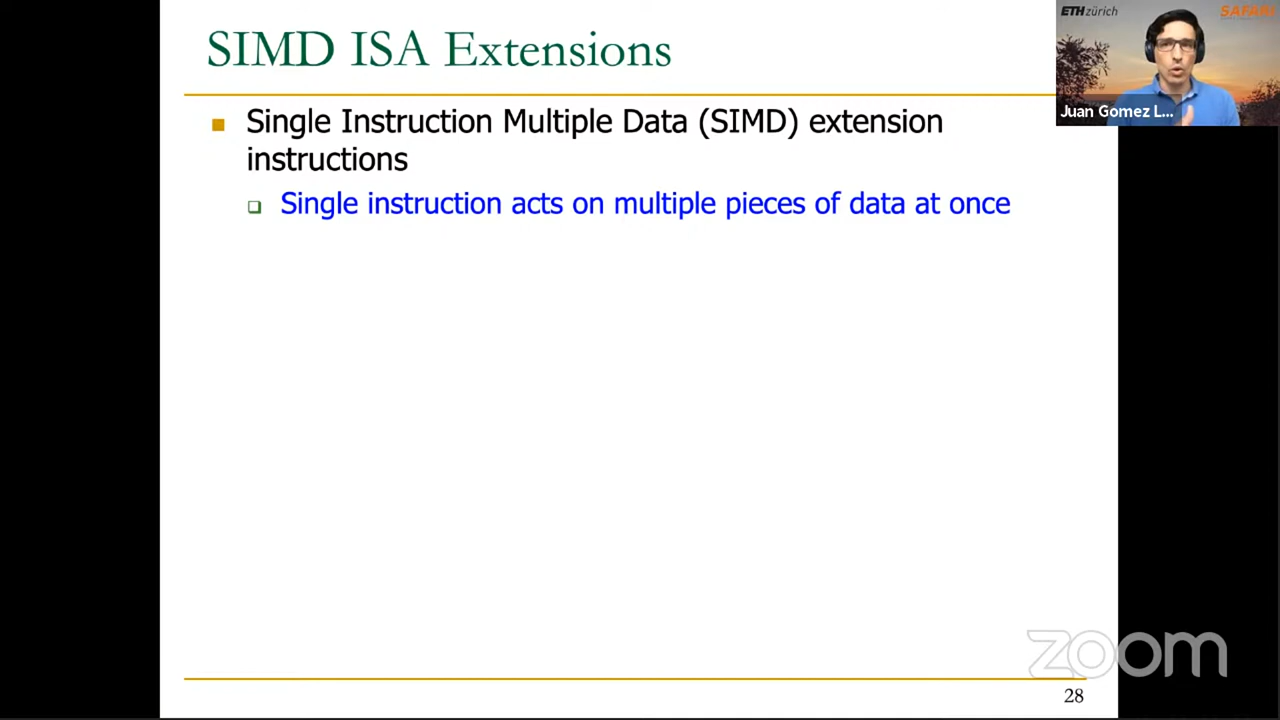 SIMD ISA Extensions
ETH zürich
SAFARI
Juan Gomez L...
Single Instruction Multiple Data (SIMD) extension
instructions
Single instruction acts on multiple pieces of data at once
zoom
28